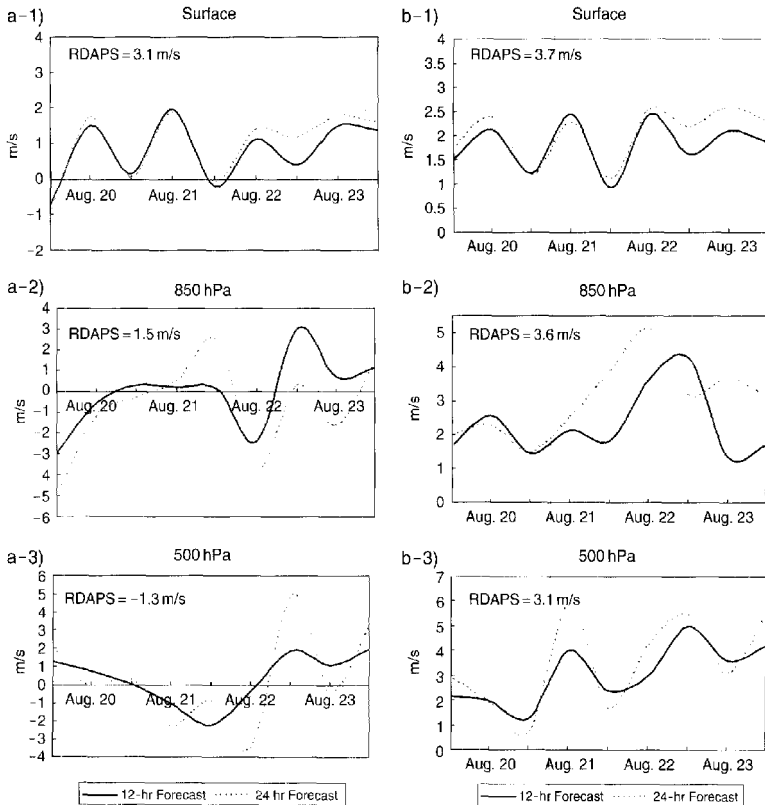 a-1)
Surface
RDAPS = 3.1 m/s
4
3
2
1
0
-1
-2
m/s
Aug. 20
Aug. 21
Aug. 22
Aug. 23
b-1)
Surface
RDAPS = 3.7 m/s
4
3.5
3
2.5
2
1.5
1
0.5
0
m/s
Aug. 20
Aug. 21
Aug. 22
Aug. 23
a-2)
850 hPa
RDAPS = 1.5 m/s
4
3
2
1
0
-1
-2
-3
-4
-5
-6
m/s
Aug. 20
Aug. 21
Aug. 22
Aug. 23
b-2)
850 hPa
RDAPS = 3.6 m/s
5
4
3
2
1
0
m/s
Aug. 20
Aug. 21
Aug. 22
Aug. 23
a-3)
500 hPa
RDAPS = -1.3 m/s
6
5
4
3
2
1
0
-1
-2
-3
-4
m/s
Aug. 20
Aug. 21
Aug. 22
Aug. 23
b-3)
500 hPa
RDAPS = 3.1 m/s
7
6
5
4
3
2
1
0
m/s
Aug. 20
Aug. 21
Aug. 22
Aug. 23
12-hr Forecast 24 hr Forecast
12-hr Forecast 24-hr Forecast